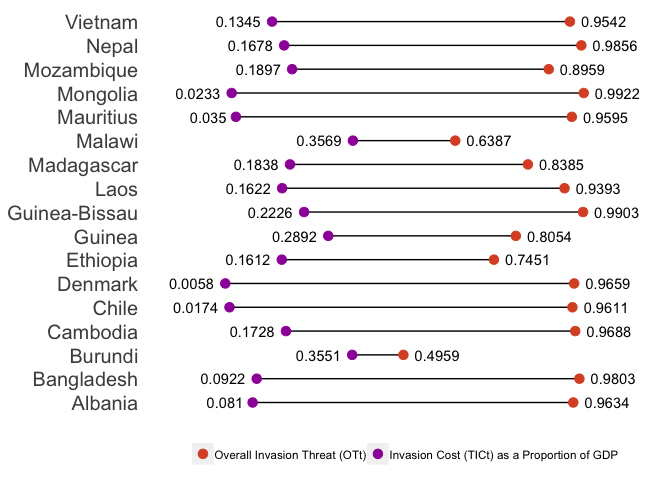 Vietnam 0.1345 0.9542
Nepal 0.1678 0.9856
Mozambique 0.1897 0.8959
Mongolia 0.0233 0.9922
Mauritius 0.035 0.9595
Malawi 0.3569 0.6387
Madagascar 0.1838 0.8385
Laos 0.1622 0.9393
Guinea-Bissau 0.2226 0.9903
Guinea 0.2892 0.8054
Ethiopia 0.1612 0.7451
Denmark 0.0058 0.9659
Chile 0.0174 0.9611
Cambodia 0.1728 0.9688
Burundi 0.3551 0.4959
Bangladesh 0.0922 0.9803
Albania 0.081 0.9634
Overall Invasion Threat (OTt) Invasion Cost (TICt) as a Proportion of GDP